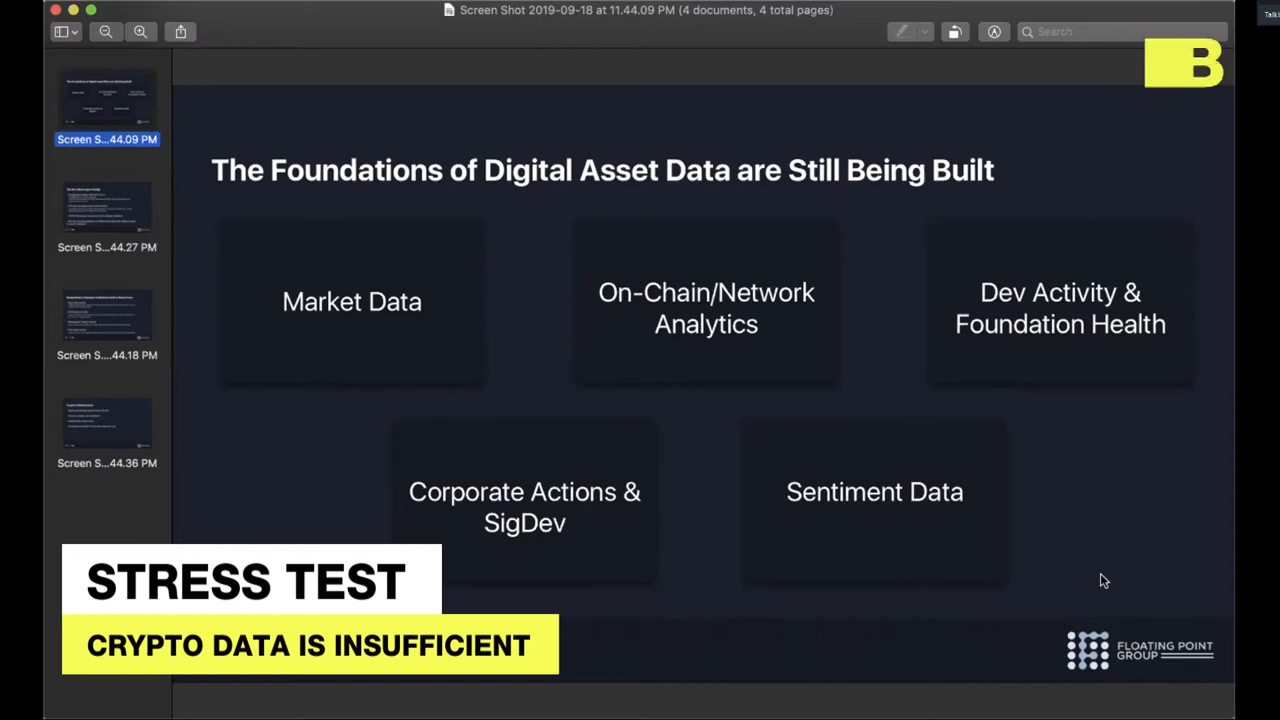 Screen Shot 2019-09-18 at 11.44.09 PM (4 documents, 4 total pages)
Search
B
Screen S...44.09 PM
Screen S...44.27 PM
Screen S....44.18 PM
Screen S...44.36 PM
The Foundations of Digital Asset Data are Still Being Built
Market Data
On-Chain/Network
Analytics
Dev Activity &
Foundation Health
Corporate Actions &
SigDev
Sentiment Data
STRESS TEST
CRYPTO DATA IS INSUFFICIENT
FLOATING POINT
GROUP